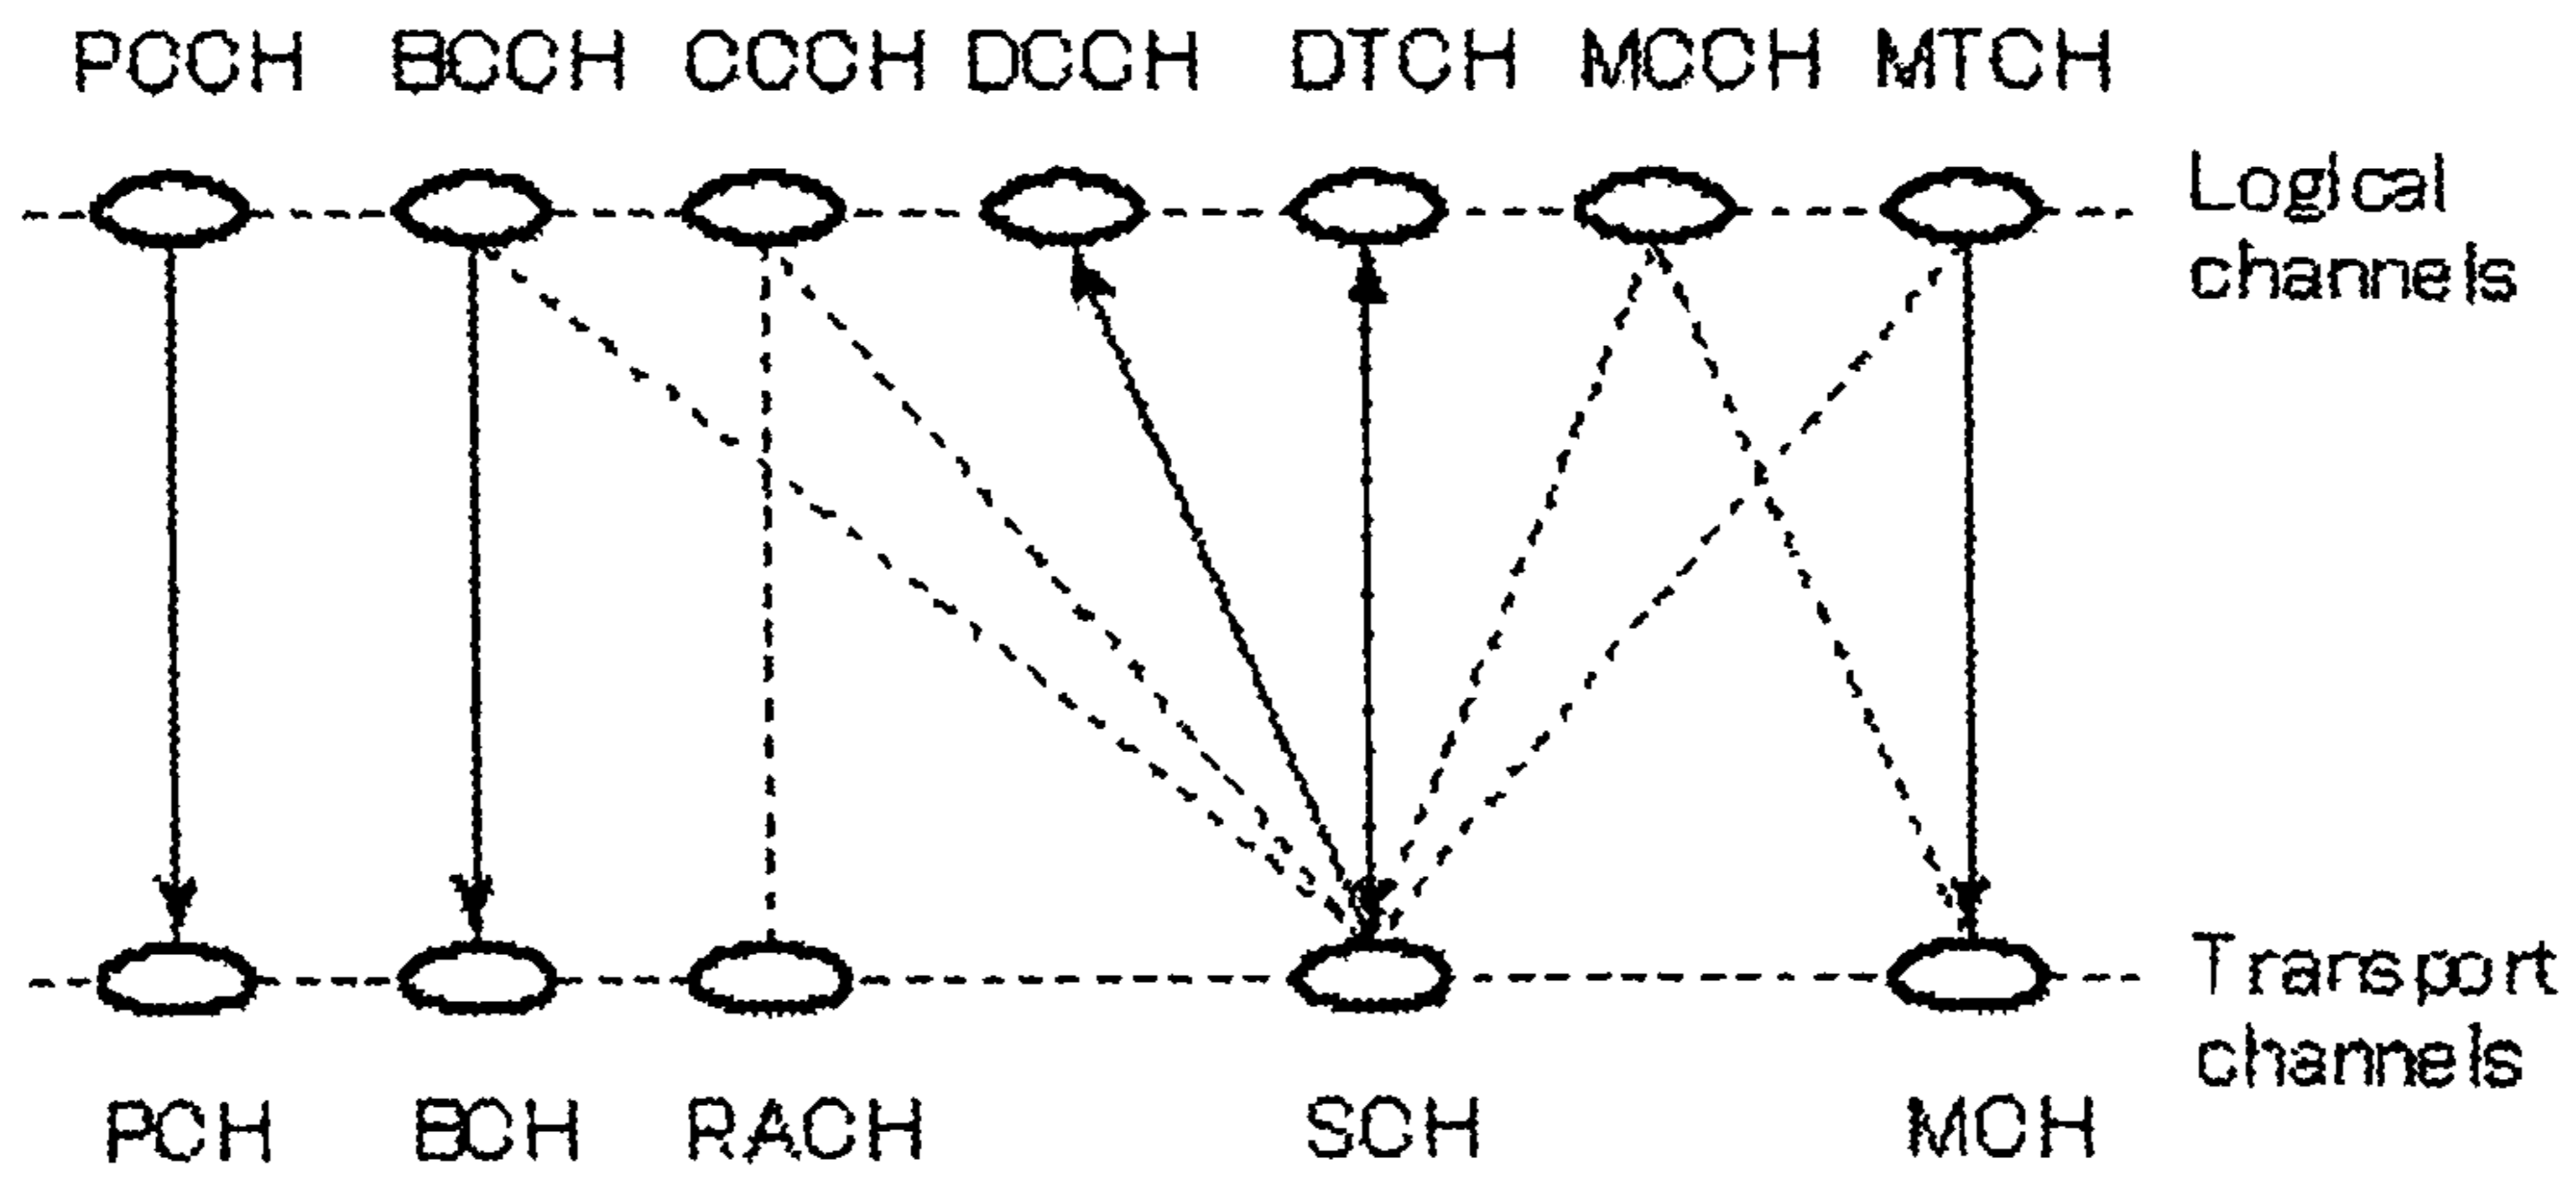 PCCH BCCH CCCH DCCH DTCH MCCH MTCH
Logical
channels
Transport
channels
PCH BCH RACH SCH MCH